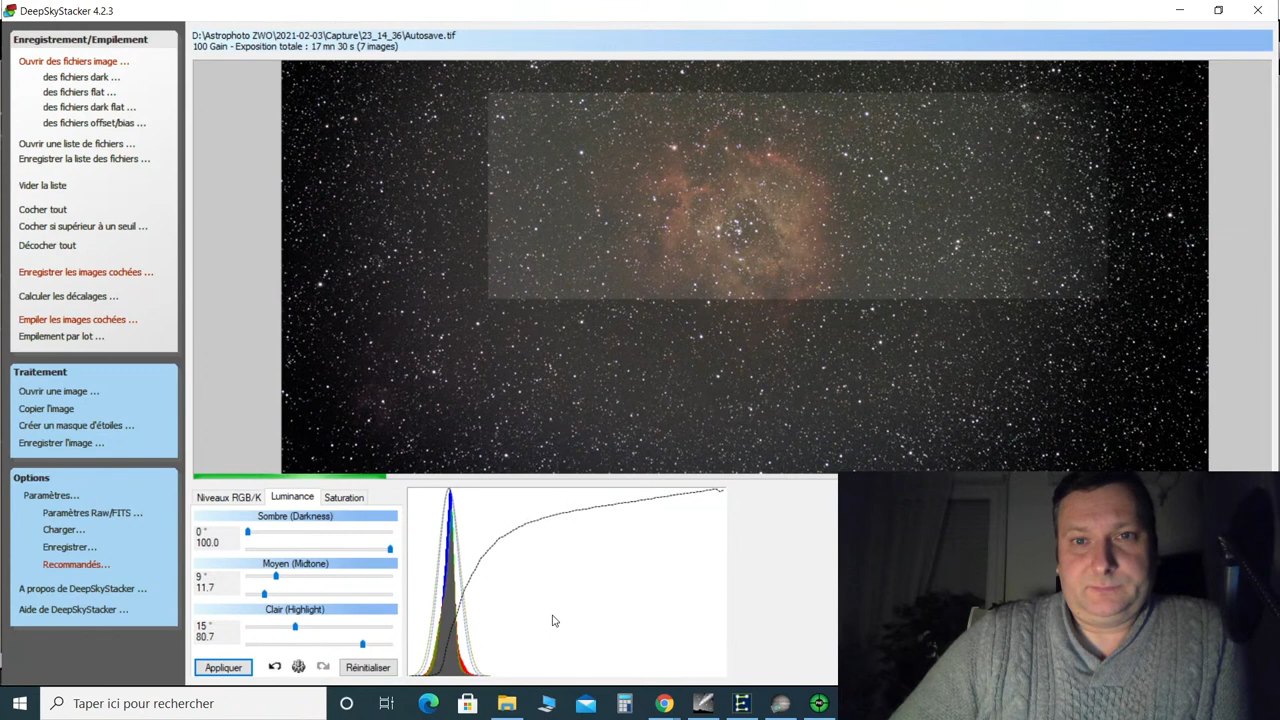 DeepSkyStacker 4.2.3
Enregistrement/Empilement
Ouvrir des fichiers image ...
des fichiers dark ...
des fichiers flat ...
des fichiers dark flat ...
des fichiers offset/bias ...
Ouvrir une liste de fichiers ...
Enregistrer la liste des fichiers ...
Vider la liste
Cocher tout
Cocher si supérieur à un seuil ...
Décocher tout
Enregistrer les images cochées ...
Calculer les décalages ...
Empiler les images cochées ...
Empilement par lot ...
Traitement
Ouvrir une image ...
Copier l'image
Créer un masque d'étoiles ...
Enregistrer l'image ...
Options
Paramètres...
Paramètres Raw/FITS ...
Charger...
Enregistrer...
Recommandés...
A propos de DeepSkyStacker ...
Aide de DeepSkyStacker ...
D:\Astrophoto ZWO\2021-02-03\Capture\23_14_36\Autosave.tif
100 Gain - Exposition totale : 17 mn 30 s (7 images)
Niveaux RGB/K
Luminance
Saturation
Sombre (Darkness)
0 °
100.0
Moyen (Midtone)
9 °
11.7
Clair (Highlight)
15 °
80.7
Appliquer
Réinitialiser
Taper ici pour rechercher